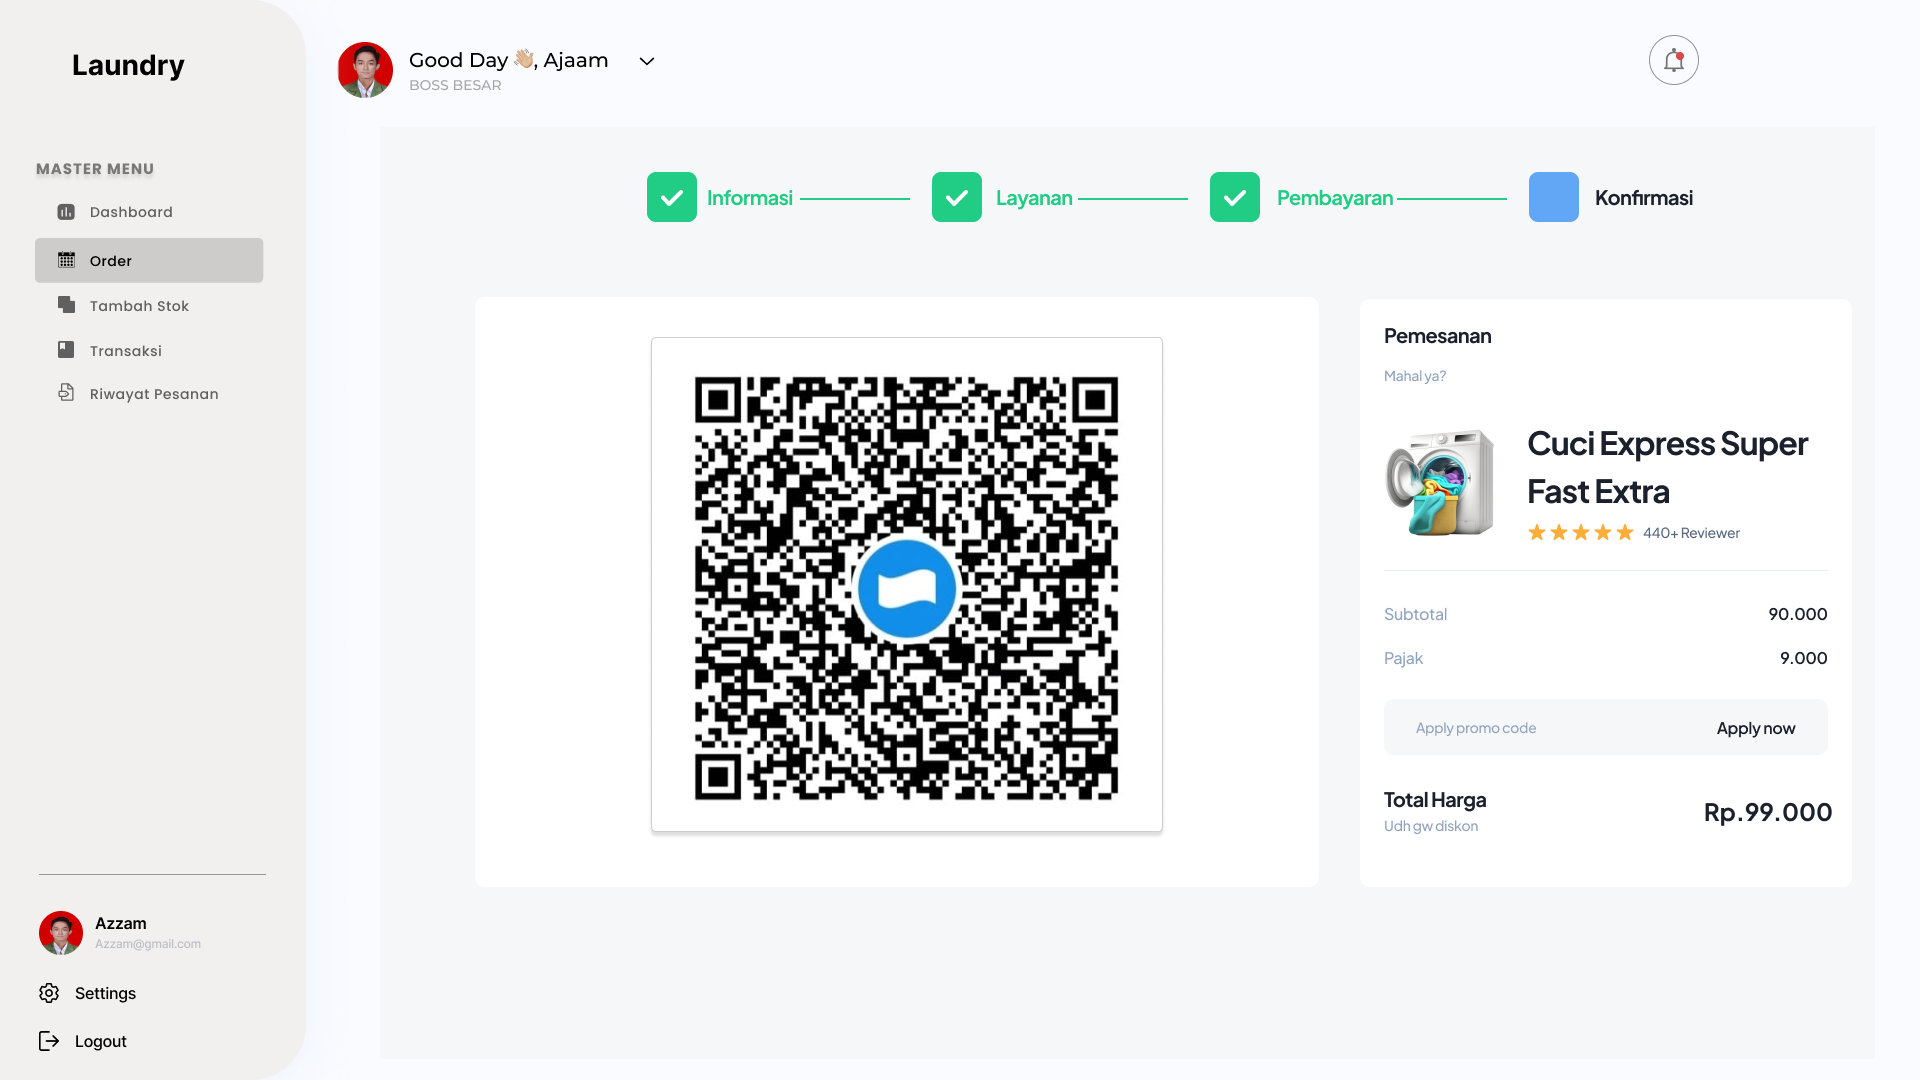 Laundry
MASTER MENU
Dashboard
Order
Tambah Stok
Transaksi
Riwayat Pesanan
Azzam
Azzam@gmail.com
Settings
Logout
Good Day 👋🏼, Ajaam
BOSS BESAR
Informasi
Layanan
Pembayaran
Konfirmasi
Pemesanan
Mahal ya?
Cuci Express Super
Fast Extra
440+ Reviewer
Subtotal 90.000
Pajak 9.000
Apply promo code Apply now
Total Harga
Udh gw diskon
Rp.99.000